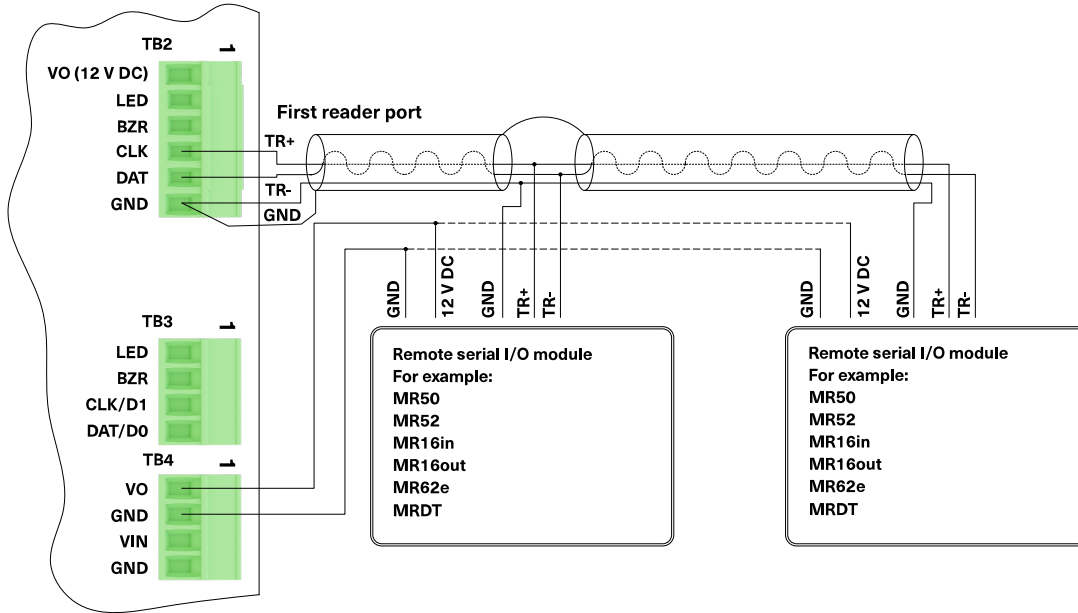 TB2 1
VO (12 V DC)
LED
BZR
CLK
DAT
GND
First reader port
TR+
TR-
GND
TB3 1
LED
BZR
CLK/D1
DAT/D0
TB4 1
VO
GND
VIN
GND
GND
12 V DC
GND
TR+
TR-
GND
12 V DC
GND
TR+
TR-
Remote serial I/O module
For example:
MR50
MR52
MR16in
MR16out
MR62e
MRDT
Remote serial I/O module
For example:
MR50
MR52
MR16in
MR16out
MR62e
MRDT